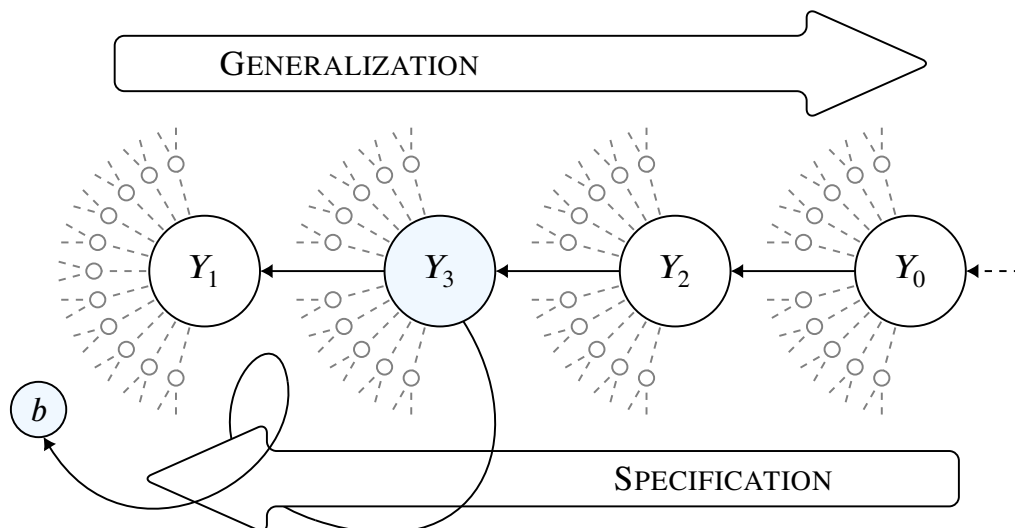 GENERALIZATION
Y₁ Y₃ Y₂ Y₀
b
SPECIFICATION